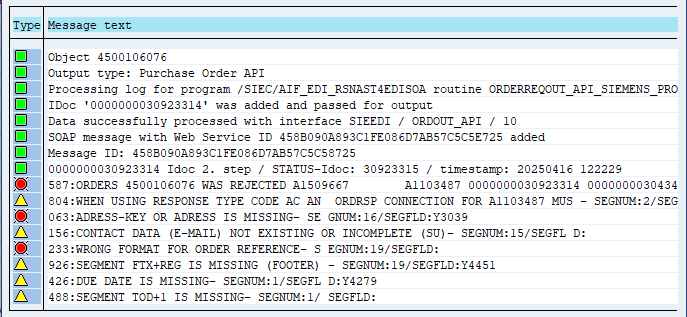 Type Message text
Object 4500106076
Output type: Purchase Order API
Processing log for program /SIEC/AIF_EDI_RSNAST4EDISOA routine ORDERREQOUT_API_SIEMENS_PRO
IDoc '0000000030923314' was added and passed for output
Data successfully processed with interface SIEEDI / ORDOUT_API / 10
SOAP message with Web Service ID 458B090A893C1FE086D7AB57C5C5E725 added
Message ID: 458B090A893C1FE086D7AB57C5C58725
0000000030923314 Idoc 2. step / STATUS-Idoc: 30923315 / timestamp: 20250416 122229
587:ORDERS 4500106076 WAS REJECTED A1509667 A1103487 0000000030923314 0000000030434
804:WHEN USING RESPONSE TYPE CODE AC AN ORDRSP CONNECTION FOR A1103487 MUS - SEGNUM:2/SEG
063:ADRESS-KEY OR ADRESS IS MISSING- SE GNUM:16/SEGFLD:Y3039
156:CONTACT DATA (E-MAIL) NOT EXISTING OR INCOMPLETE (SU)- SEGNUM:15/SEGFL D:
233:WRONG FORMAT FOR ORDER REFERENCE- S EGNUM:19/SEGFLD:
926:SEGMENT FTX+REG IS MISSING (FOOTER) - SEGNUM:19/SEGFLD:Y4451
426:DUE DATE IS MISSING- SEGNUM:1/SEGFL D:Y4279
488:SEGMENT TOD+1 IS MISSING- SEGNUM:1/ SEGFLD: